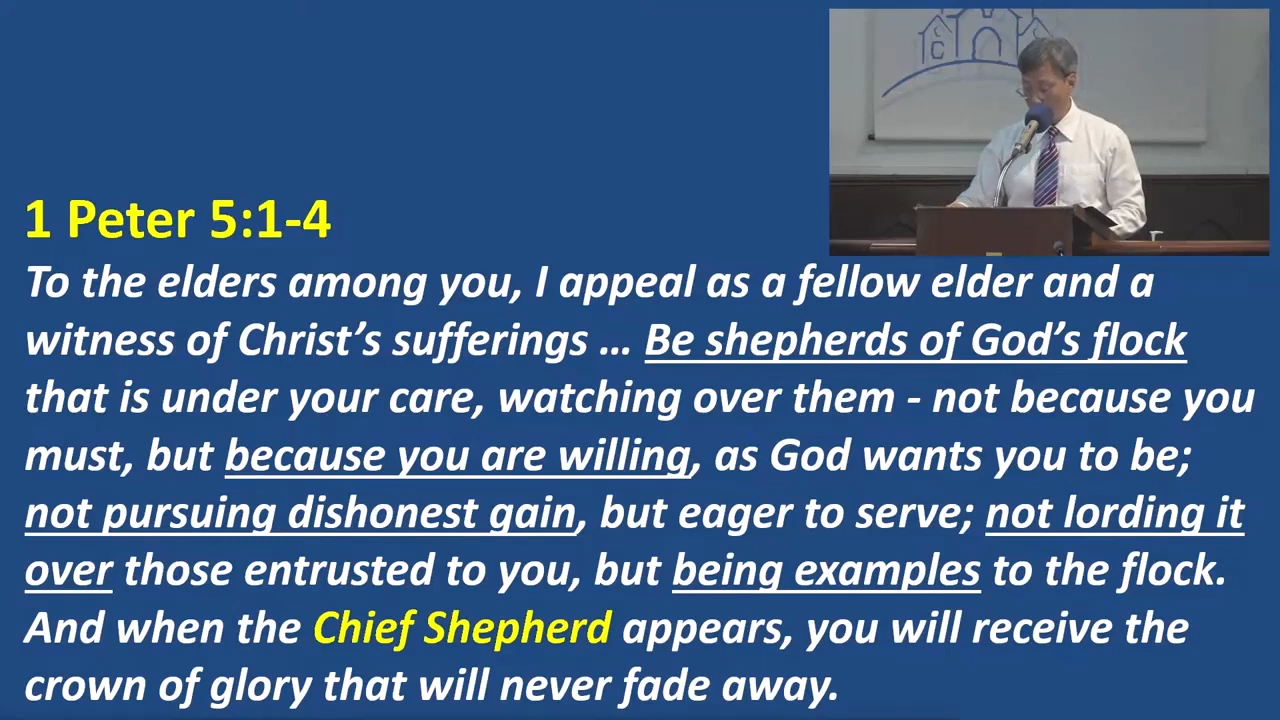 C
1 Peter 5:1-4
To the elders among you, I appeal as a fellow elder and a
witness of Christ’s sufferings … Be shepherds of God’s flock
that is under your care, watching over them - not because you
must, but because you are willing, as God wants you to be;
not pursuing dishonest gain, but eager to serve; not lording it
over those entrusted to you, but being examples to the flock.
And when the Chief Shepherd appears, you will receive the
crown of glory that will never fade away.